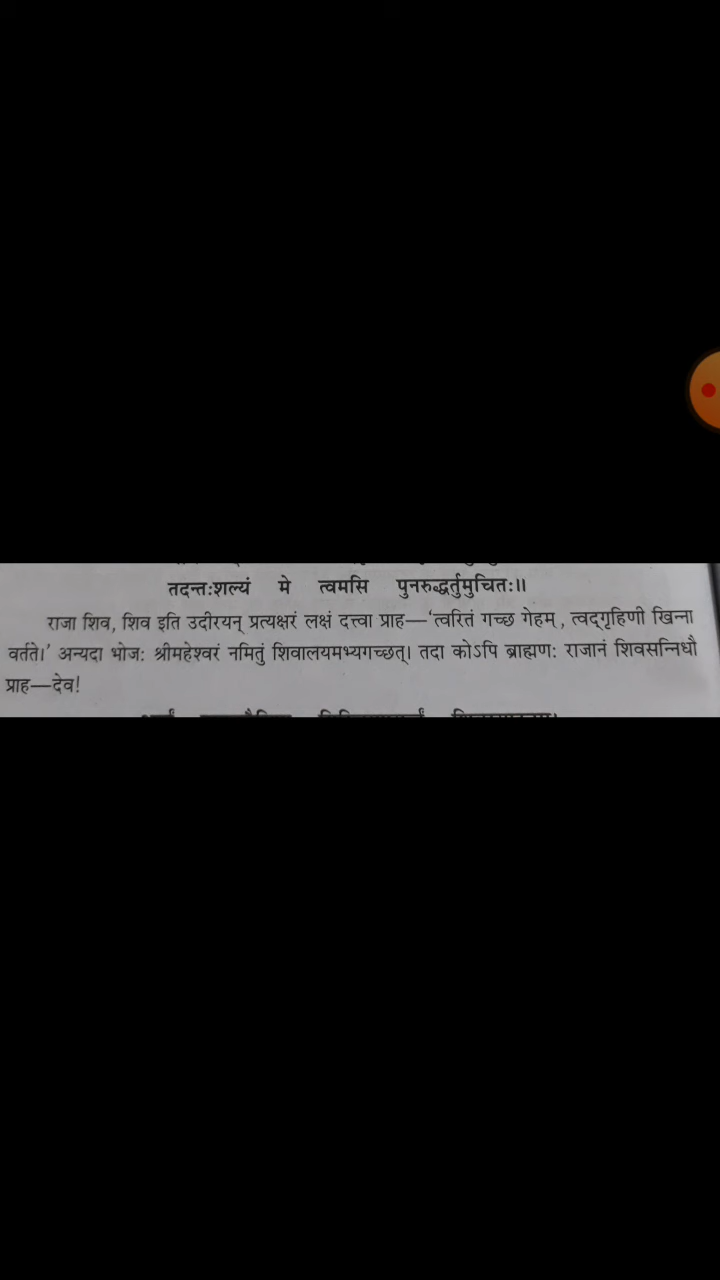 तदन्तःशल्यं मे त्वमसि पुनरुद्धर्तुमुचितः॥
राजा शिव, शिव इति उदीरयन् प्रत्यक्षरं लक्षं दत्त्वा प्राह—‘त्वरितं गच्छ गेहम्, त्वद्‌गृहिणी खिन्ना
वर्तते।’ अन्यदा भोजः श्रीमहेश्वरं नमितुं शिवालयमभ्यगच्छत्। तदा कोऽपि ब्राह्मणः राजानं शिवसन्निधौ
प्राह—देव!